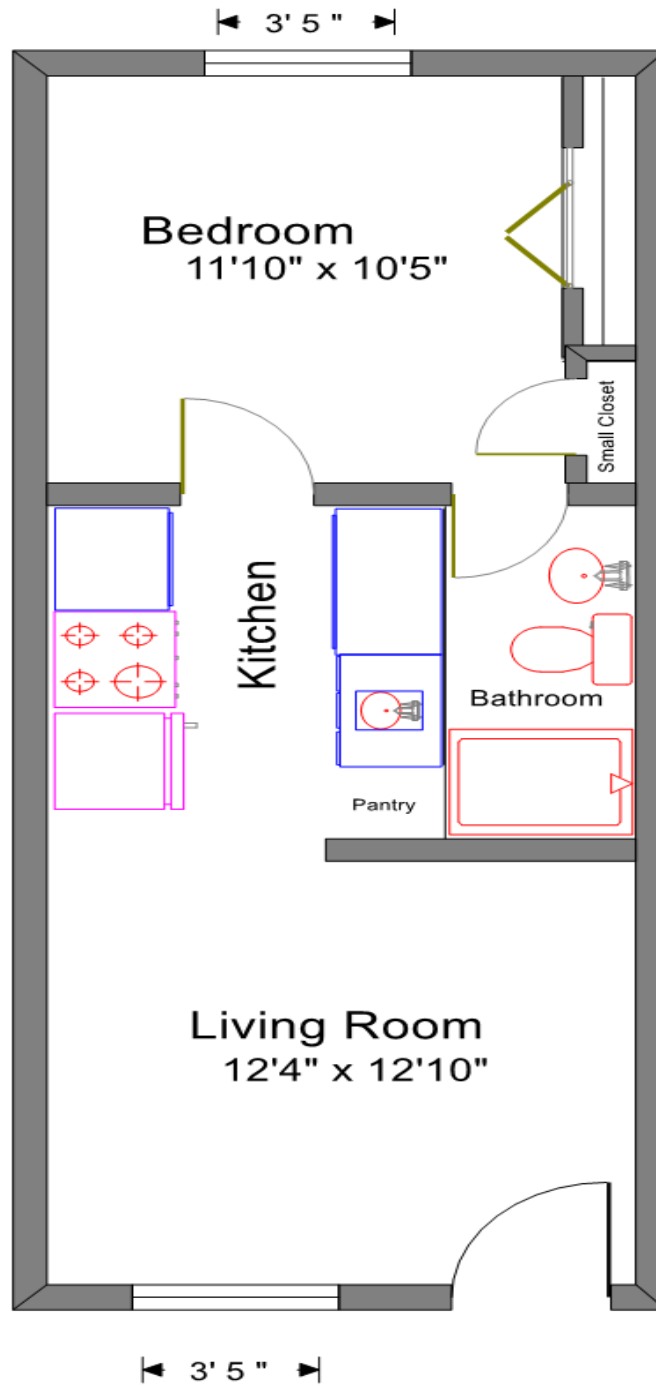 3' 5 "
Bedroom
11'10" x 10'5"
Small Closet
Kitchen
Bathroom
Pantry
Living Room
12'4" x 12'10"
3' 5 "